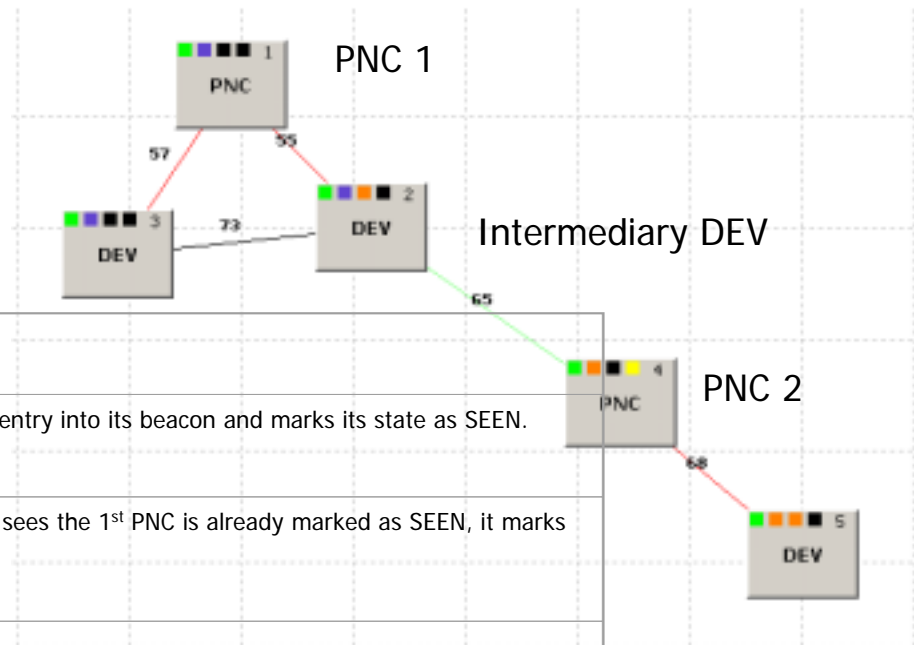 1
PNC
PNC 1
57
55
2
DEV
Intermediary DEV
3
DEV
73
65
4
PNC
PNC 2
entry into its beacon and marks its state as SEEN.
68
sees the 1st PNC is already marked as SEEN, it marks
5
DEV